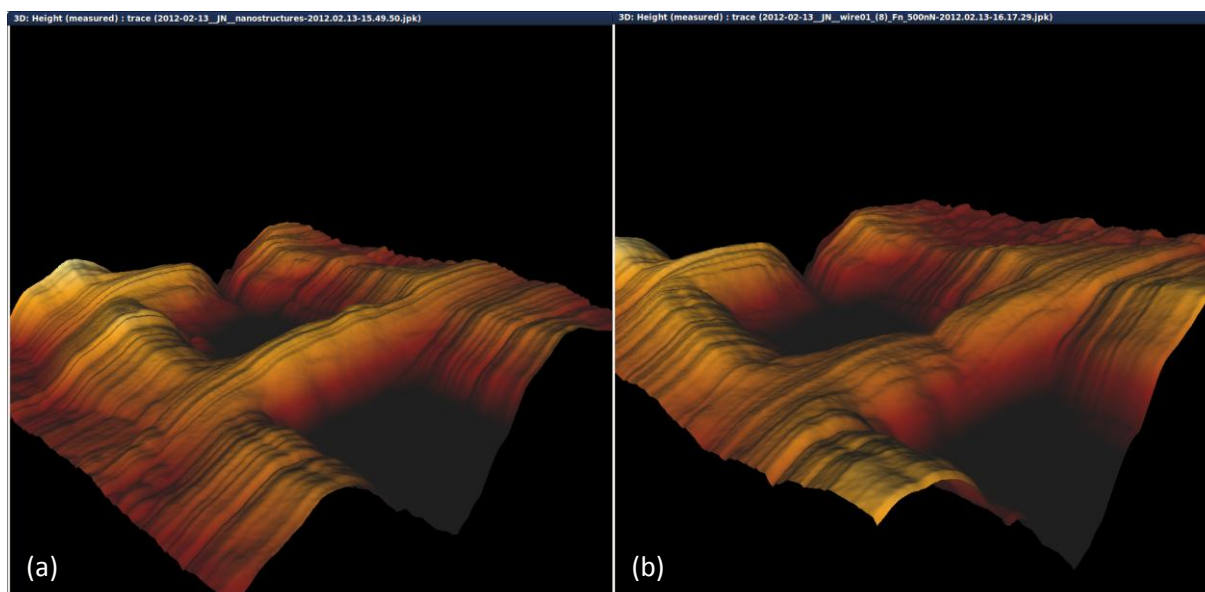 3D: Height (measured) : trace (2012-02-13__JN__nanostructures-2012.02.13-15.49.50.jpk)
3D: Height (measured) : trace (2012-02-13__JN__wire01_(8)_Fn_500nN-2012.02.13-16.17.29.jpk)
(a)
(b)